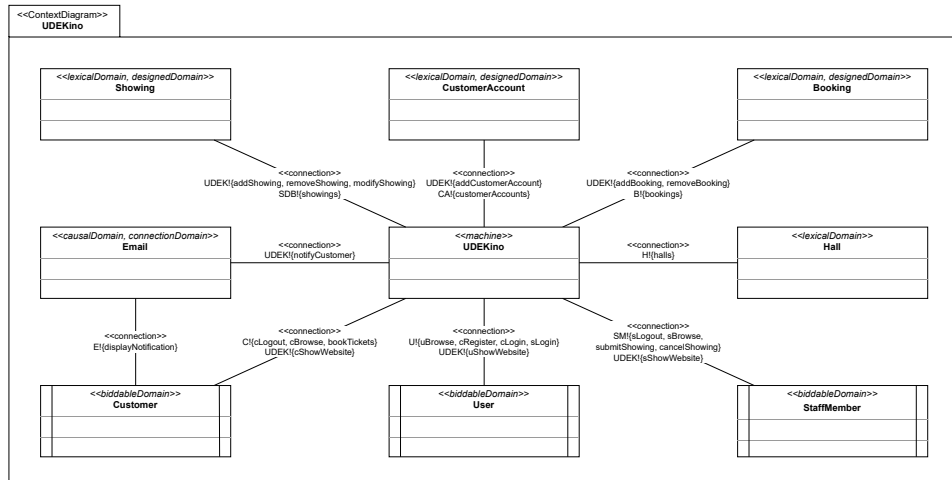 <<ContextDiagram>>
UDEKino
<<lexicalDomain, designedDomain>>
Showing
<<lexicalDomain, designedDomain>>
CustomerAccount
<<lexicalDomain, designedDomain>>
Booking
<<connection>>
UDEK!{addShowing, removeShowing, modifyShowing}
SDB!{showings}
<<connection>>
UDEK!{addCustomerAccount}
CA!{customerAccounts}
<<connection>>
UDEK!{addBooking, removeBooking}
B!{bookings}
<<causalDomain, connectionDomain>>
Email
<<connection>>
UDEK!{notifyCustomer}
<<machine>>
UDEKino
<<connection>>
H!{halls}
<<lexicalDomain>>
Hall
<<connection>>
E!{displayNotification}
<<connection>>
C!{cLogout, cBrowse, bookTickets}
UDEK!{cShowWebsite}
<<connection>>
U!{uBrowse, cRegister, cLogin, sLogin}
UDEK!{uShowWebsite}
<<connection>>
SM!{sLogout, sBrowse,
submitShowing, cancelShowing}
UDEK!{sShowWebsite}
<<biddableDomain>>
Customer
<<biddableDomain>>
User
<<biddableDomain>>
StaffMember